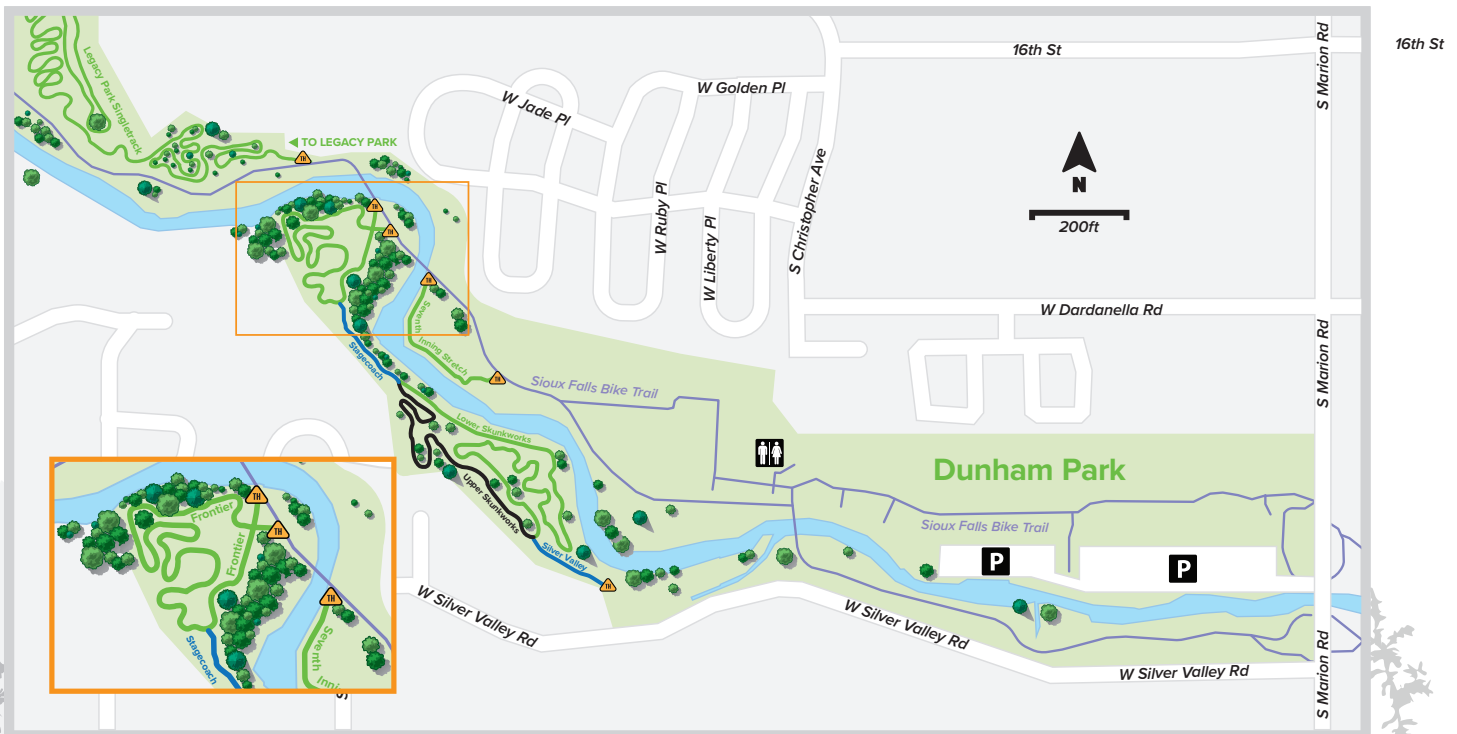 16th St
S Marion Rd
16th St
W Golden Pl
W Jade Pl
Legacy Park Singletrack
TO LEGACY PARK
TH
N
200ft
S Christopher Ave
W Ruby Pl
W Liberty Pl
TH
TH
TH
W Dardanella Rd
Seventh
Inning Stretch
Stagecoach
S Marion Rd
TH
Sioux Falls Bike Trail
Lower Skunkworks
Dunham Park
Upper Skunkworks
Sioux Falls Bike Trail
Silver Valley
P
P
TH
W Silver Valley Rd
W Silver Valley Rd
W Silver Valley Rd
S Marion Rd
TH
Frontier
TH
Frontier
TH
Seventh
Stagecoach
Inni
S